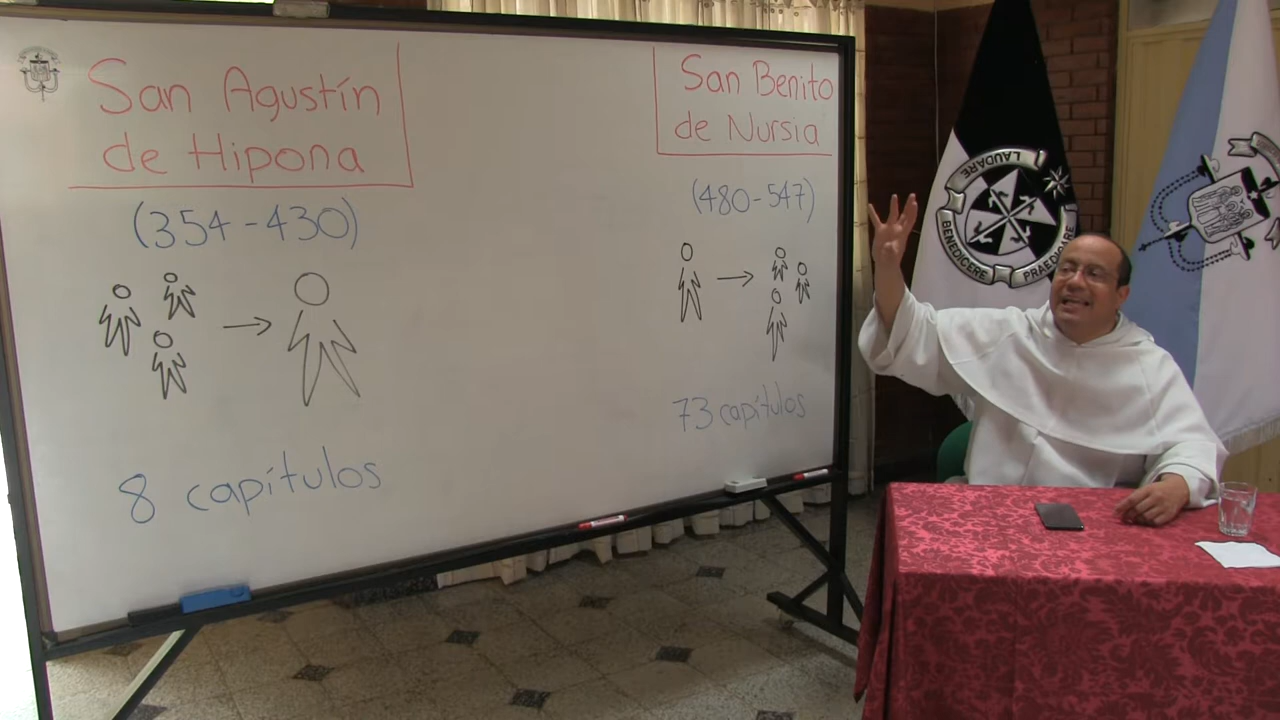 San Agustín
de Hipona
(354-430)
8 capítulos
San Benito
de Nursia
(480-547)
73 capítulos
LAUDARE
BENEDICERE
PRAEDICARE